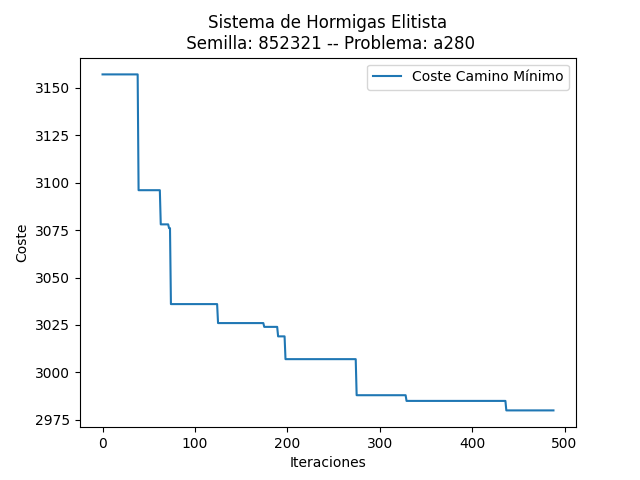 Sistema de Hormigas Elitista
Semilla: 852321 -- Problema: a280
Coste Camino Mínimo
3150
3125
3100
3075
3050
3025
3000
2975
Coste
0 100 200 300 400 500
Iteraciones